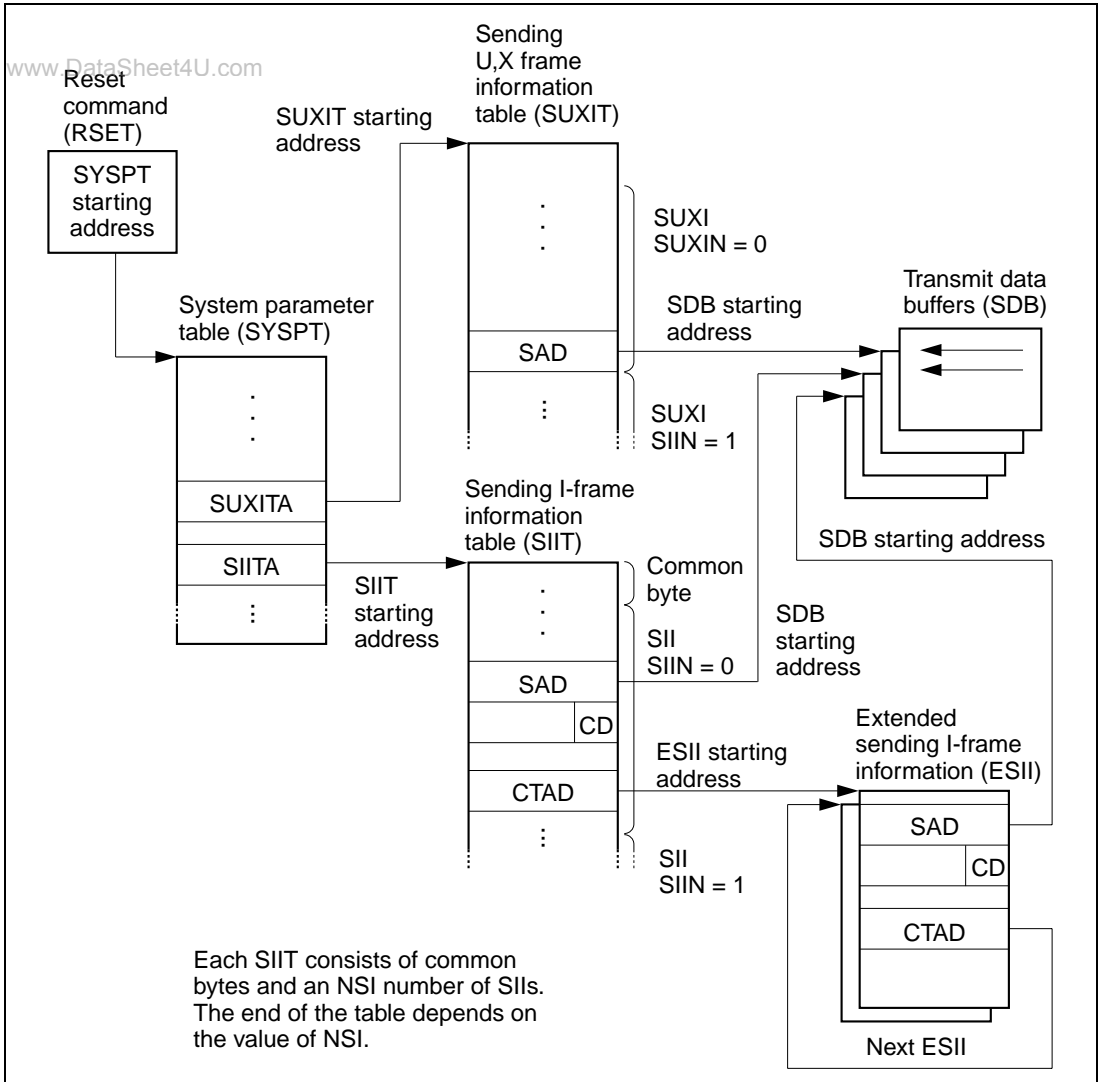 www.DataSheet4U.com
Reset
command
(RSET)
SYSPT
starting
address
SUXIT starting
address
Sending
U,X frame
information
table (SUXIT)
SUXI
SUXIN = 0
SAD
SUXI
SIIN = 1
SDB starting
address
Transmit data
buffers (SDB)
System parameter
table (SYSPT)
SUXITA
SIITA
SIIT
starting
address
Sending I-frame
information
table (SIIT)
Common
byte
SII
SIIN = 0
SAD
CD
CTAD
SII
SIIN = 1
SDB
starting
address
SDB starting address
ESII starting
address
Extended
sending I-frame
information (ESII)
SAD
CD
CTAD
Next ESII
Each SIIT consists of common
bytes and an NSI number of SIIs.
The end of the table depends on
the value of NSI.